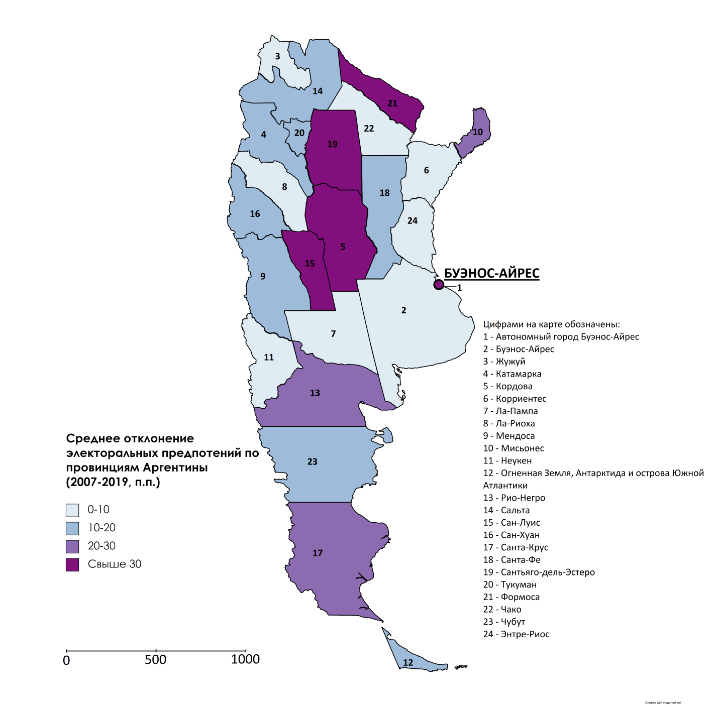 3
14
21
22
10
4
20
19
6
8
18
16
24
5
15
9
БУЭНОС-АЙРЕС
1
2
7
11
13
23
17
12
Цифрами на карте обозначены:
1 - Автономный город Буэнос-Айрес
2 - Буэнос-Айрес
3 - Жужуй
4 - Катамарка
5 - Кордова
6 - Корриентес
7 - Ла-Пампа
8 - Ла-Риоха
9 - Мендоса
10 - Мисьонес
11 - Неукен
12 - Огненная Земля, Антарктида и острова Южной
Атлантики
13 - Рио-Негро
14 - Сальта
15 - Сан-Луис
16 - Сан-Хуан
17 - Санта-Крус
18 - Санта-Фе
19 - Сантьяго-дель-Эстеро
20 - Тукуман
21 - Формоса
22 - Чако
23 - Чубут
24 - Энтре-Риос
Среднее отклонение
электоральных предпотений по
провинциям Аргентины
(2007-2019, п.п.)
0-10
10-20
20-30
Свыше 30
0 500 1000